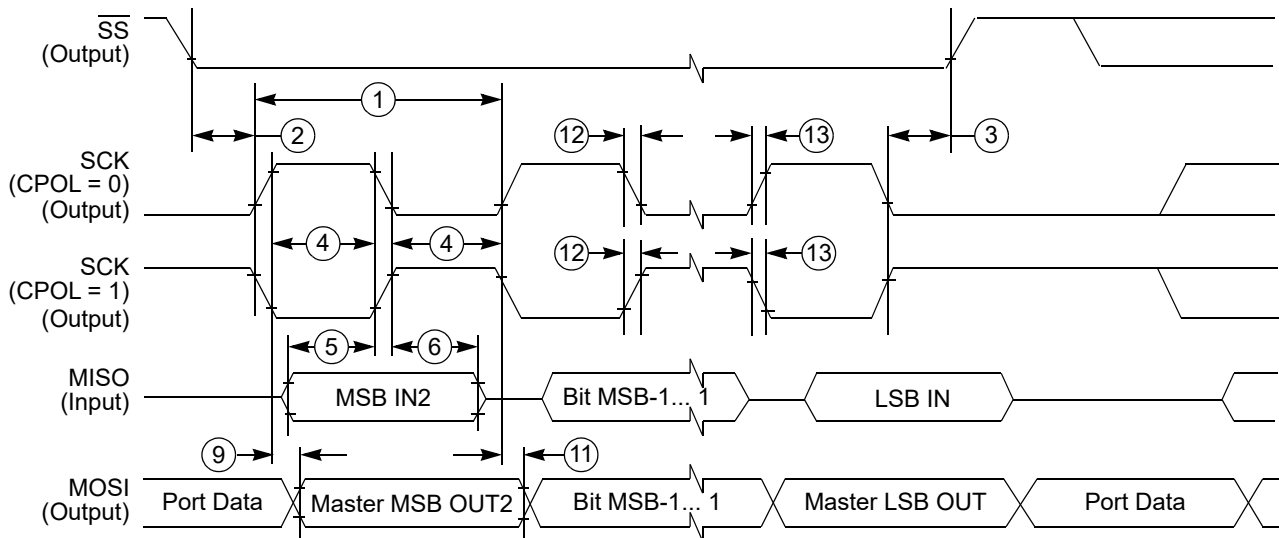 SS
(Output)
1
2
12
13
3
SCK
(CPOL = 0)
(Output)
4
4
12
13
SCK
(CPOL = 1)
(Output)
5
6
MISO
(Input)
MSB IN2
Bit MSB-1... 1
LSB IN
9
11
MOSI
(Output)
Port Data
Master MSB OUT2
Bit MSB-1... 1
Master LSB OUT
Port Data